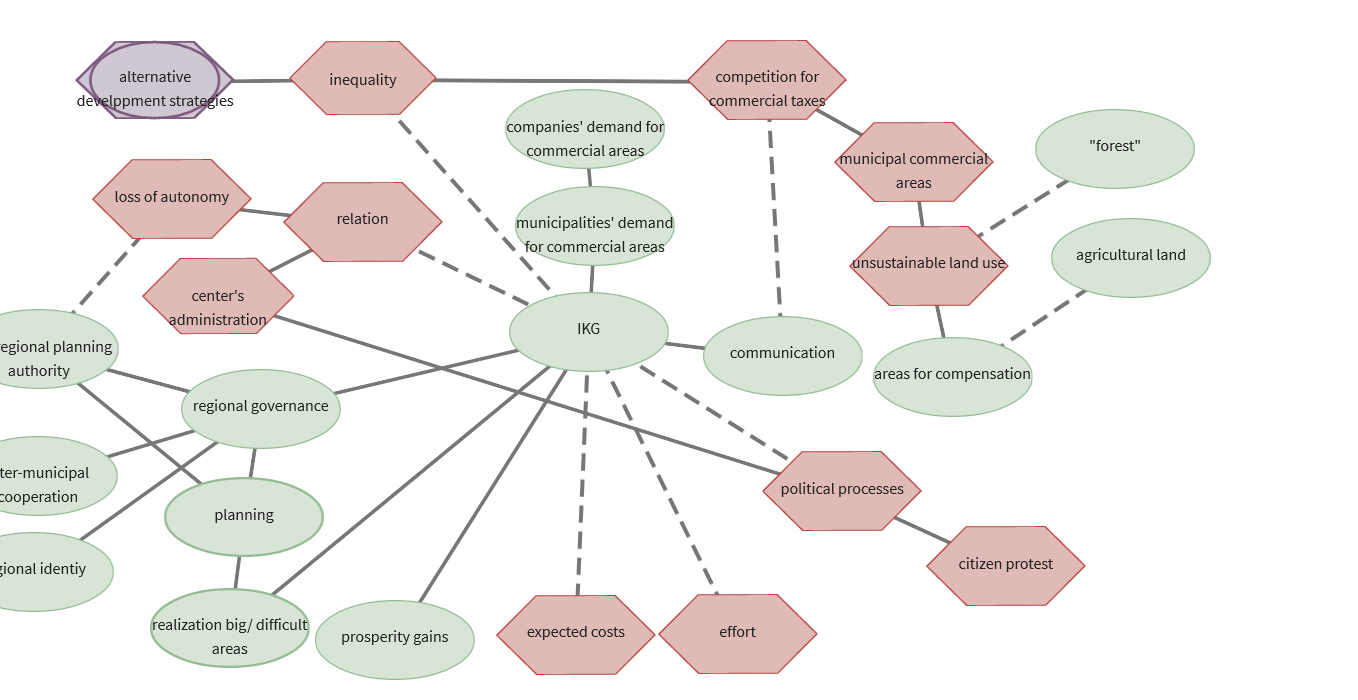 alternative
develppment strategies
inequality
competition for
commercial taxes
companies' demand for
commercial areas
municipal commercial
areas
"forest"
loss of autonomy
relation
municipalities' demand
for commercial areas
unsustainable land use
agricultural land
center's
administration
IKG
communication
regional planning
authority
areas for compensation
regional governance
ter-municipal
cooperation
political processes
planning
gional identiy
citizen protest
realization big/ difficult
areas
prosperity gains
expected costs
effort